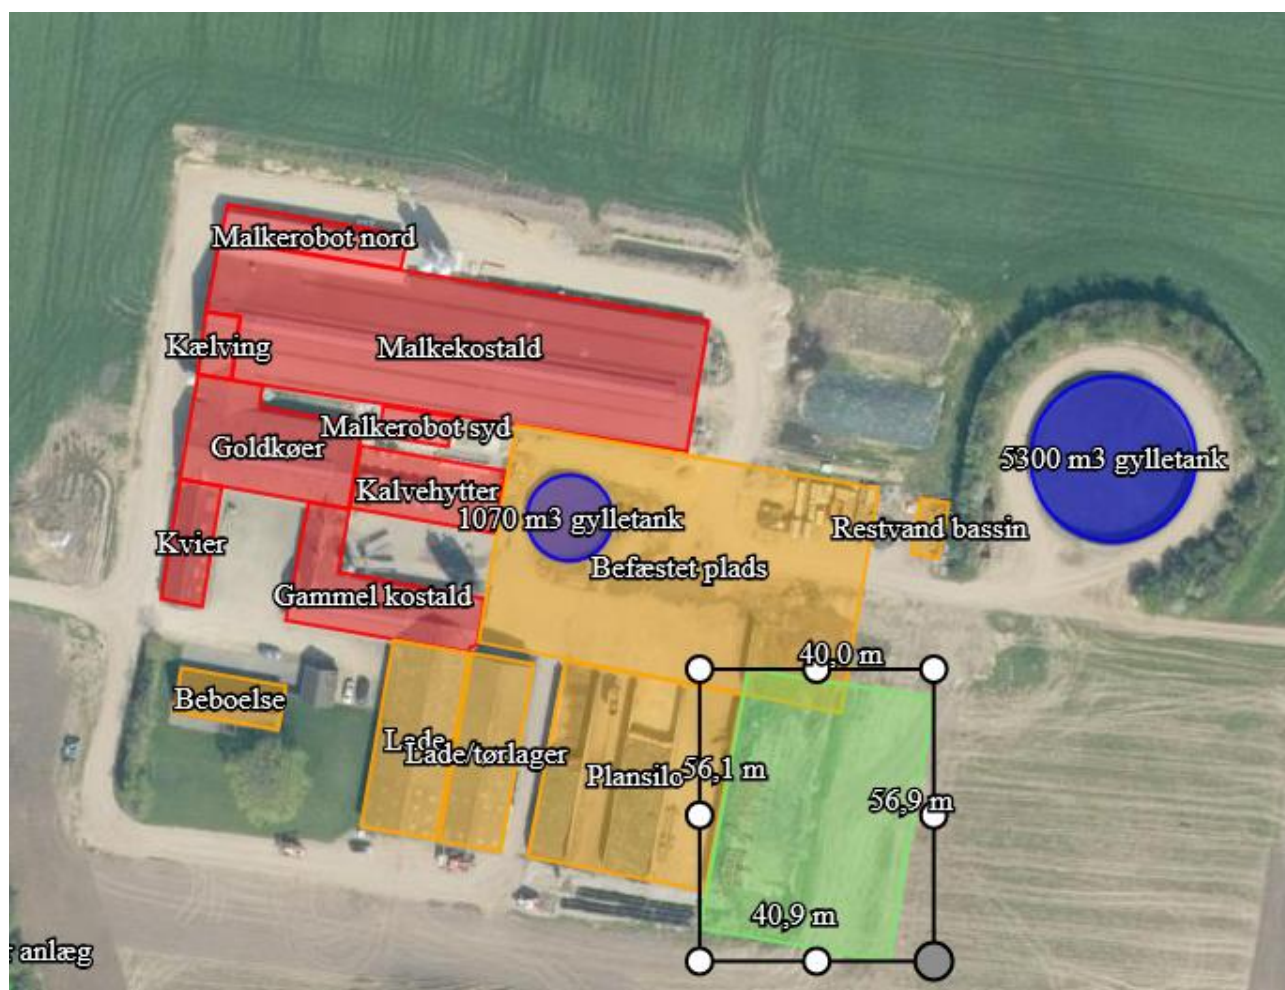 Malkerobot nord
Kælving
Malkekostald
Malkerobot syd
Goldkøer
Kalvehytter
1070 m3 gylletank
5300 m3 gylletank
Restvand bassin
Kvier
Befæstet plads
Gammel kostald
40,0 m
Beboelse
Lade
Lade/tørlager
Plansilo
56,1 m
56,9 m
40,9 m
anlæg